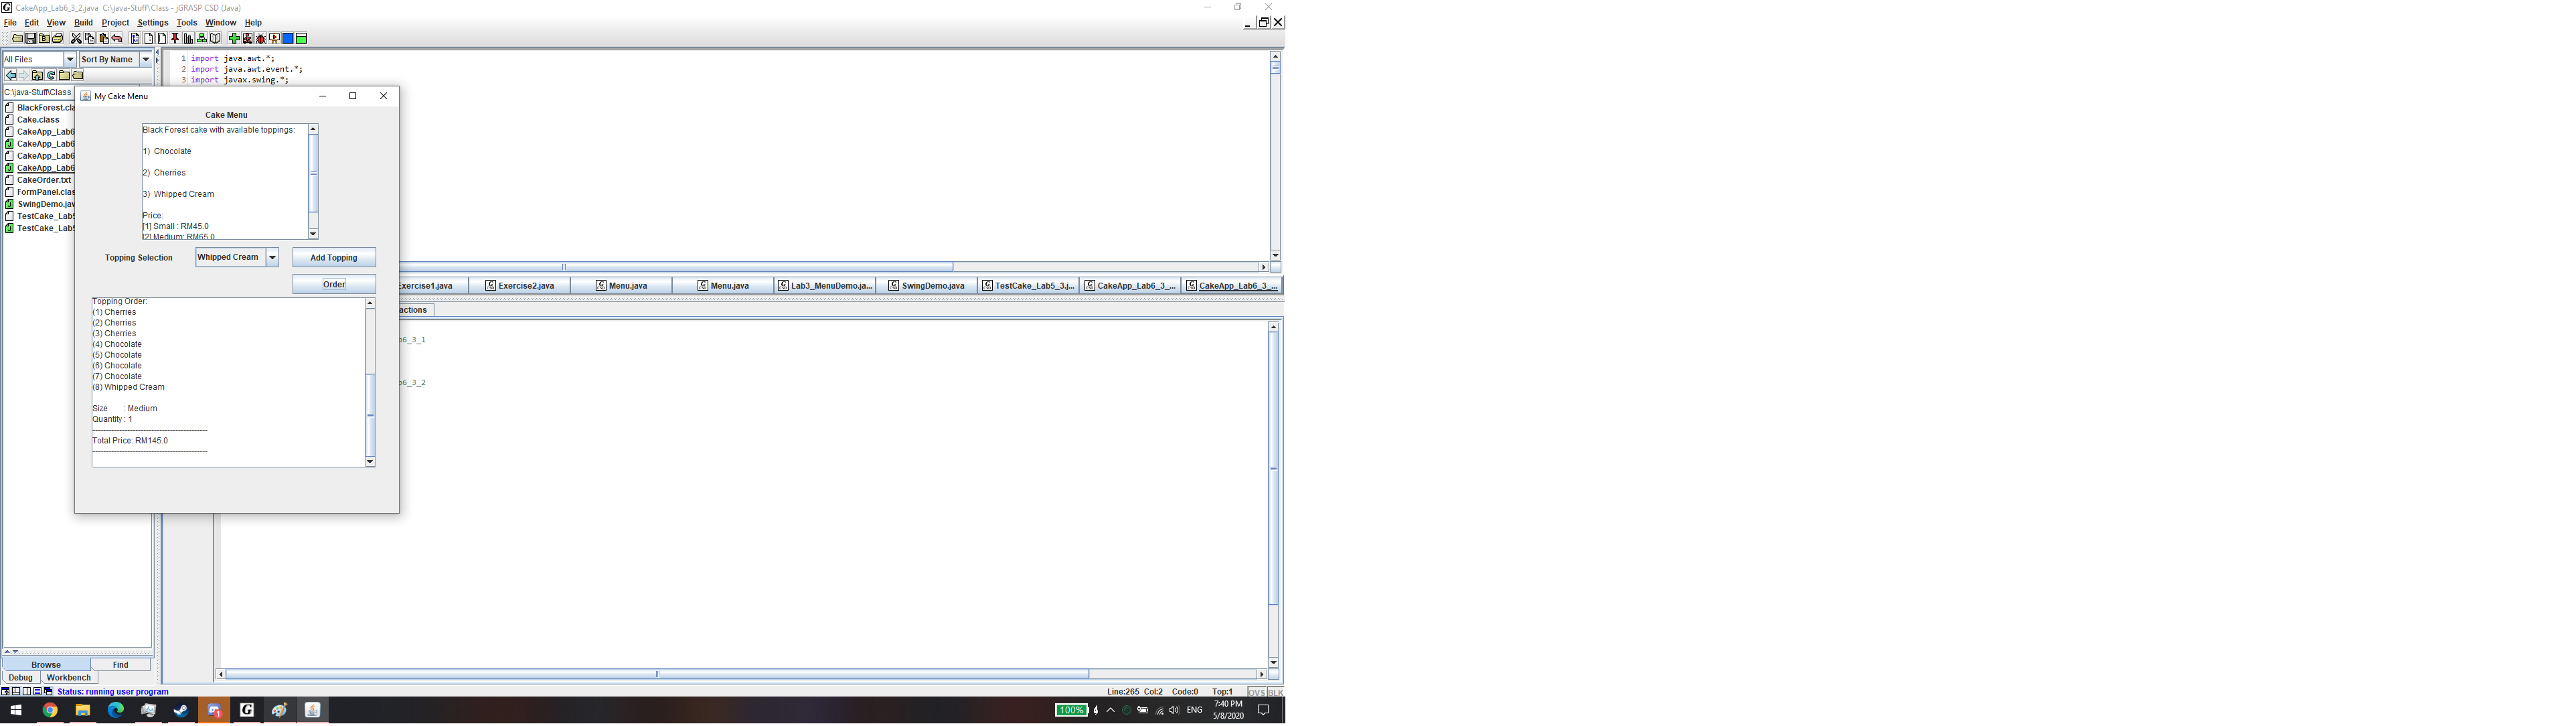 CakeApp_Lab6_3_2.java  C:\java-Stuff\Class - jGRASP CSD (Java)
File Edit View Build Project Settings Tools Window Help
All Files Sort By Name
C:\java-Stuff\Class
BlackForest.cla
Cake.class
CakeApp_Lab6
CakeApp_Lab6
CakeApp_Lab6
CakeApp_Lab6
CakeOrder.txt
FormPanel.clas
SwingDemo.jav
TestCake_Lab5
TestCake_Lab5
1 import java.awt.*;
2 import java.awt.event.*;
3 import javax.swing.*;
My Cake Menu
Cake Menu
Black Forest cake with available toppings:
1) Chocolate
2) Cherries
3) Whipped Cream
Price:
[1] Small : RM45.0
[2] Medium: RM65.0
Topping Selection Whipped Cream Add Topping
Order
Topping Order:
(1) Cherries
(2) Cherries
(3) Cherries
(4) Chocolate
(5) Chocolate
(6) Chocolate
(7) Chocolate
(8) Whipped Cream
Size : Medium
Quantity : 1
-------------------------------------------
Total Price: RM145.0
-------------------------------------------
Exercise1.java Exercise2.java Menu.java Menu.java Lab3_MenuDemo.ja... SwingDemo.java TestCake_Lab5_3.j... CakeApp_Lab6_3_... CakeApp_Lab6_3_...
actions
b6_3_1
b6_3_2
Browse Find
Debug Workbench
Status: running user program
Line:265 Col:2 Code:0 Top:1 OVS BLK
100% ENG 7:40 PM
5/8/2020